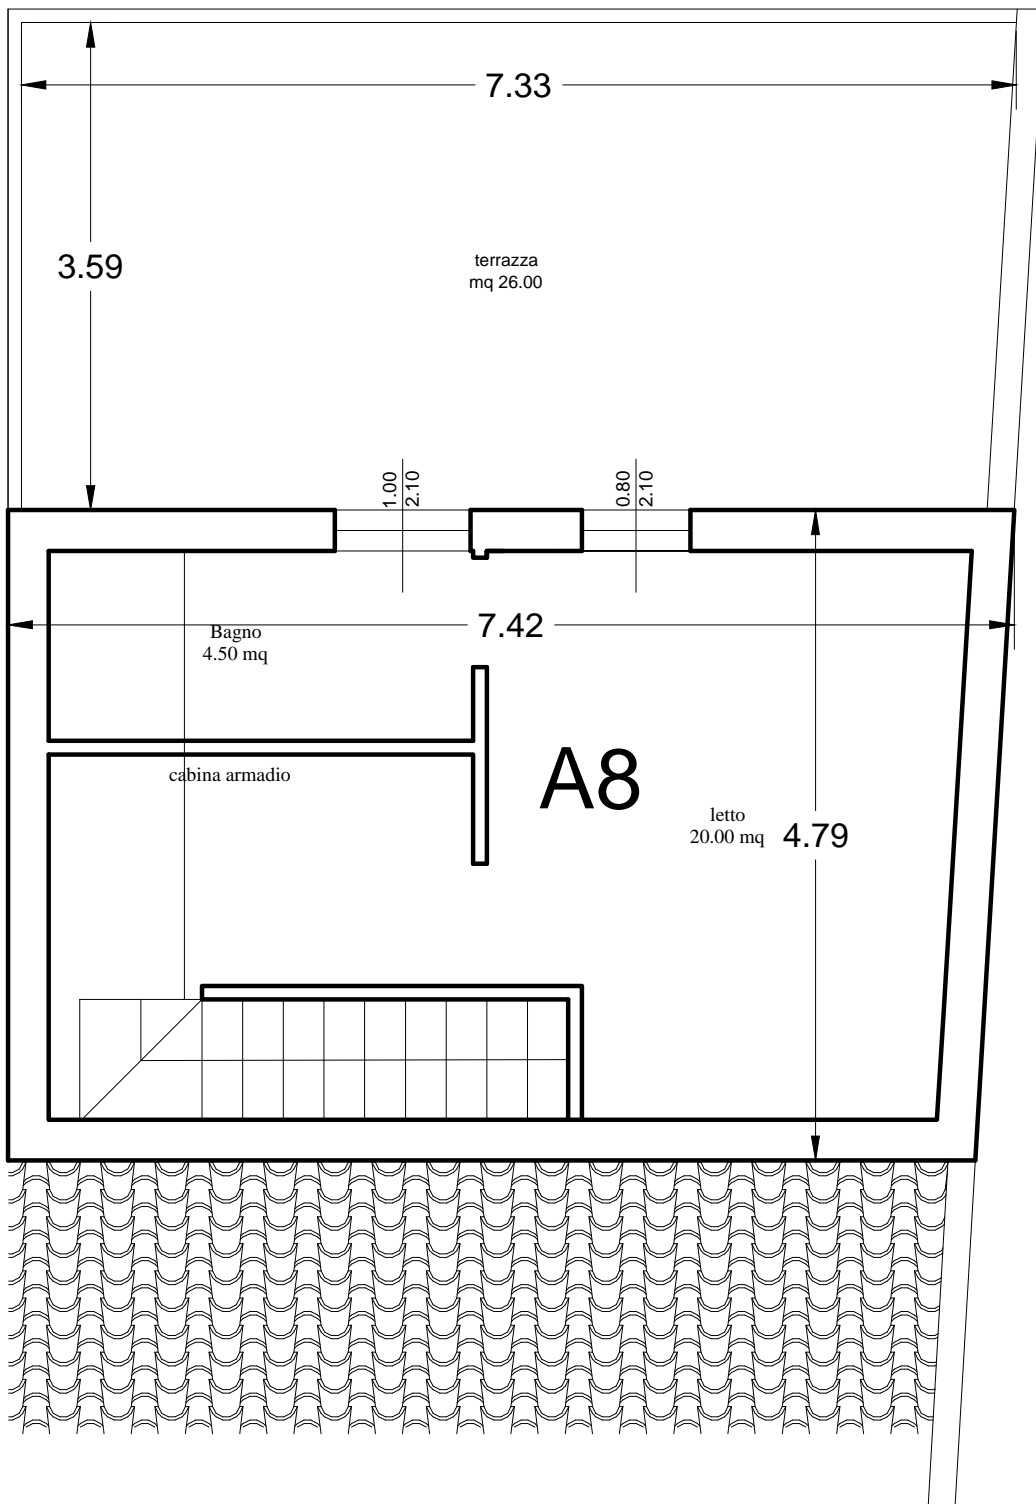 7.33
3.59
terrazza
mq 26.00
1.00
2.10
0.80
2.10
Bagno
4.50 mq
7.42
cabina armadio
A8
letto
20.00 mq
4.79